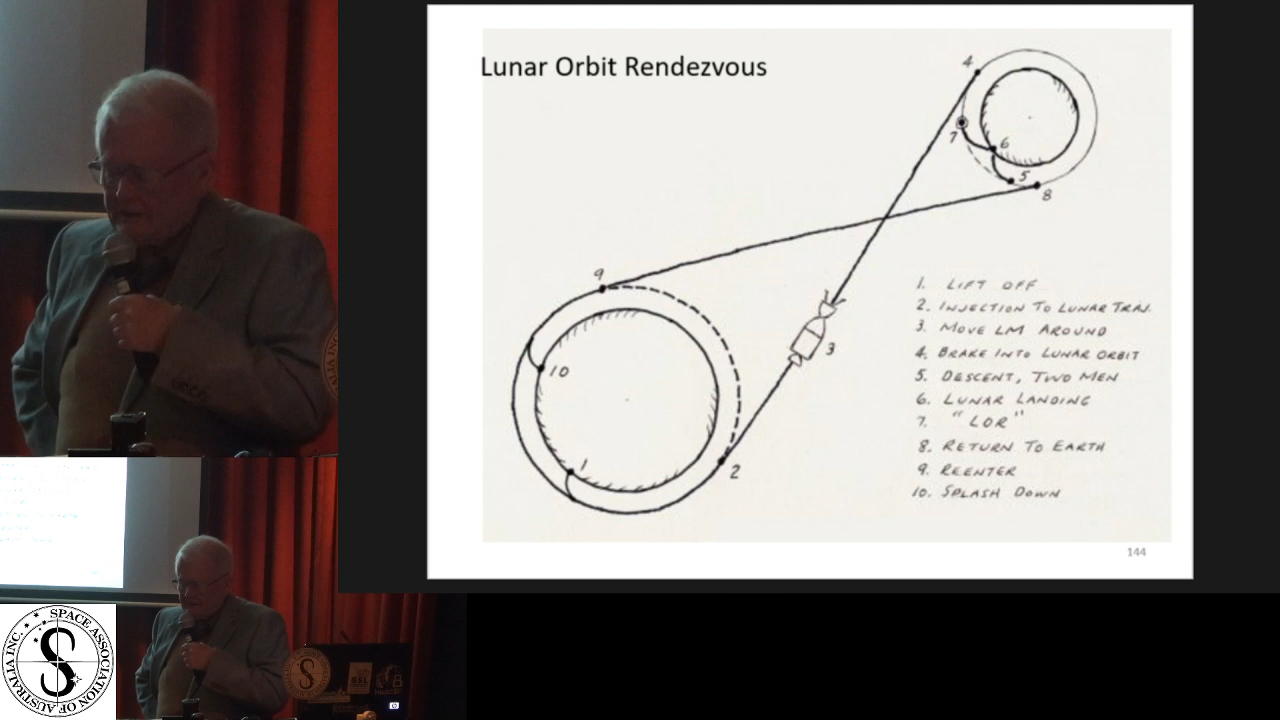 Lunar Orbit Rendezvous
4
7
6
5
8
9
3
10
1
2
1. LIFT OFF
2. INJECTION TO LUNAR TRAJ.
3. MOVE LM AROUND
4. BRAKE INTO LUNAR ORBIT
5. DESCENT, TWO MEN
6. LUNAR LANDING
7. "LOR"
8. RETURN TO EARTH
9. REENTER
10. SPLASH DOWN
144
SPACE ASSOCIATION OF AUSTRALIA INC.
S